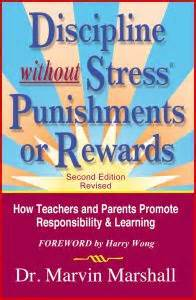 Discipline
without Stress®
Punishments
or Rewards
Second Edition
Revised
How Teachers and Parents Promote
Responsibility & Learning
FOREWORD by Harry Wong
Dr. Marvin Marshall